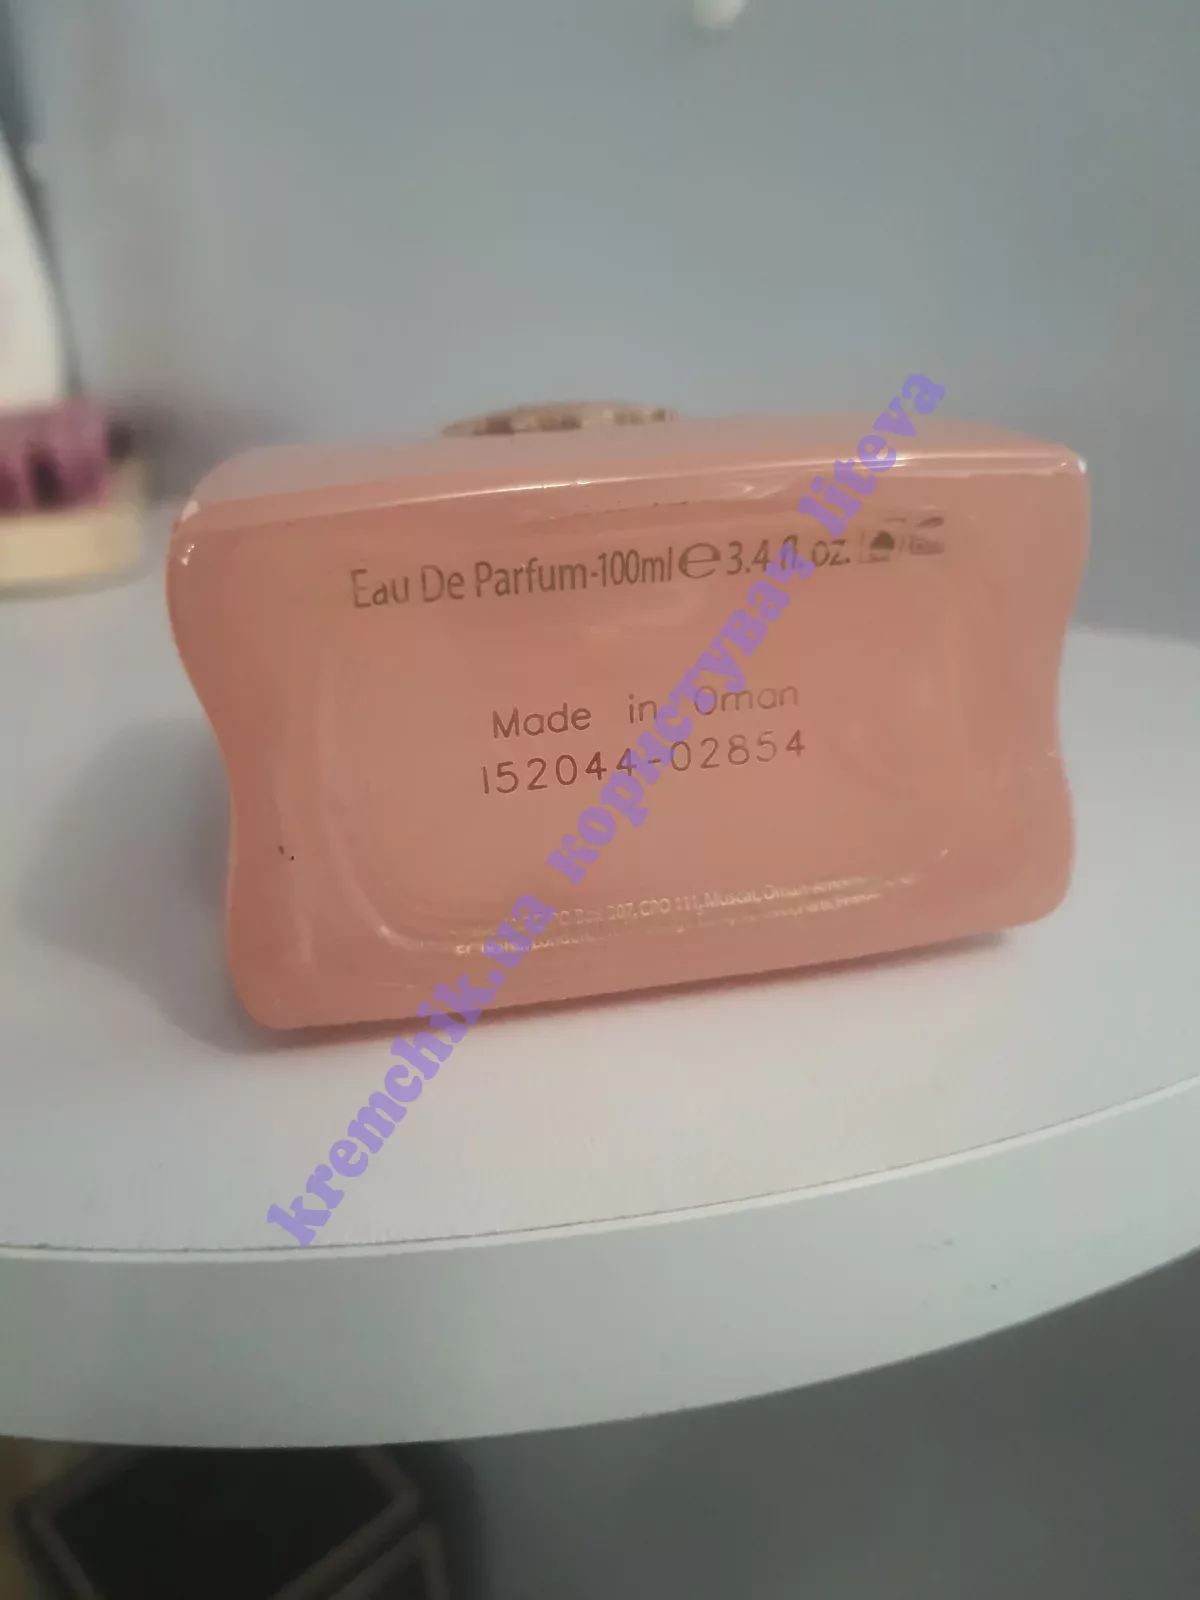 Eau De Parfum-100ml e 3.4 fl. oz.
Made in Oman
152044-02854
207, CPO 111, Muscat, Oman
London,
kremchik.ua користувач liteva